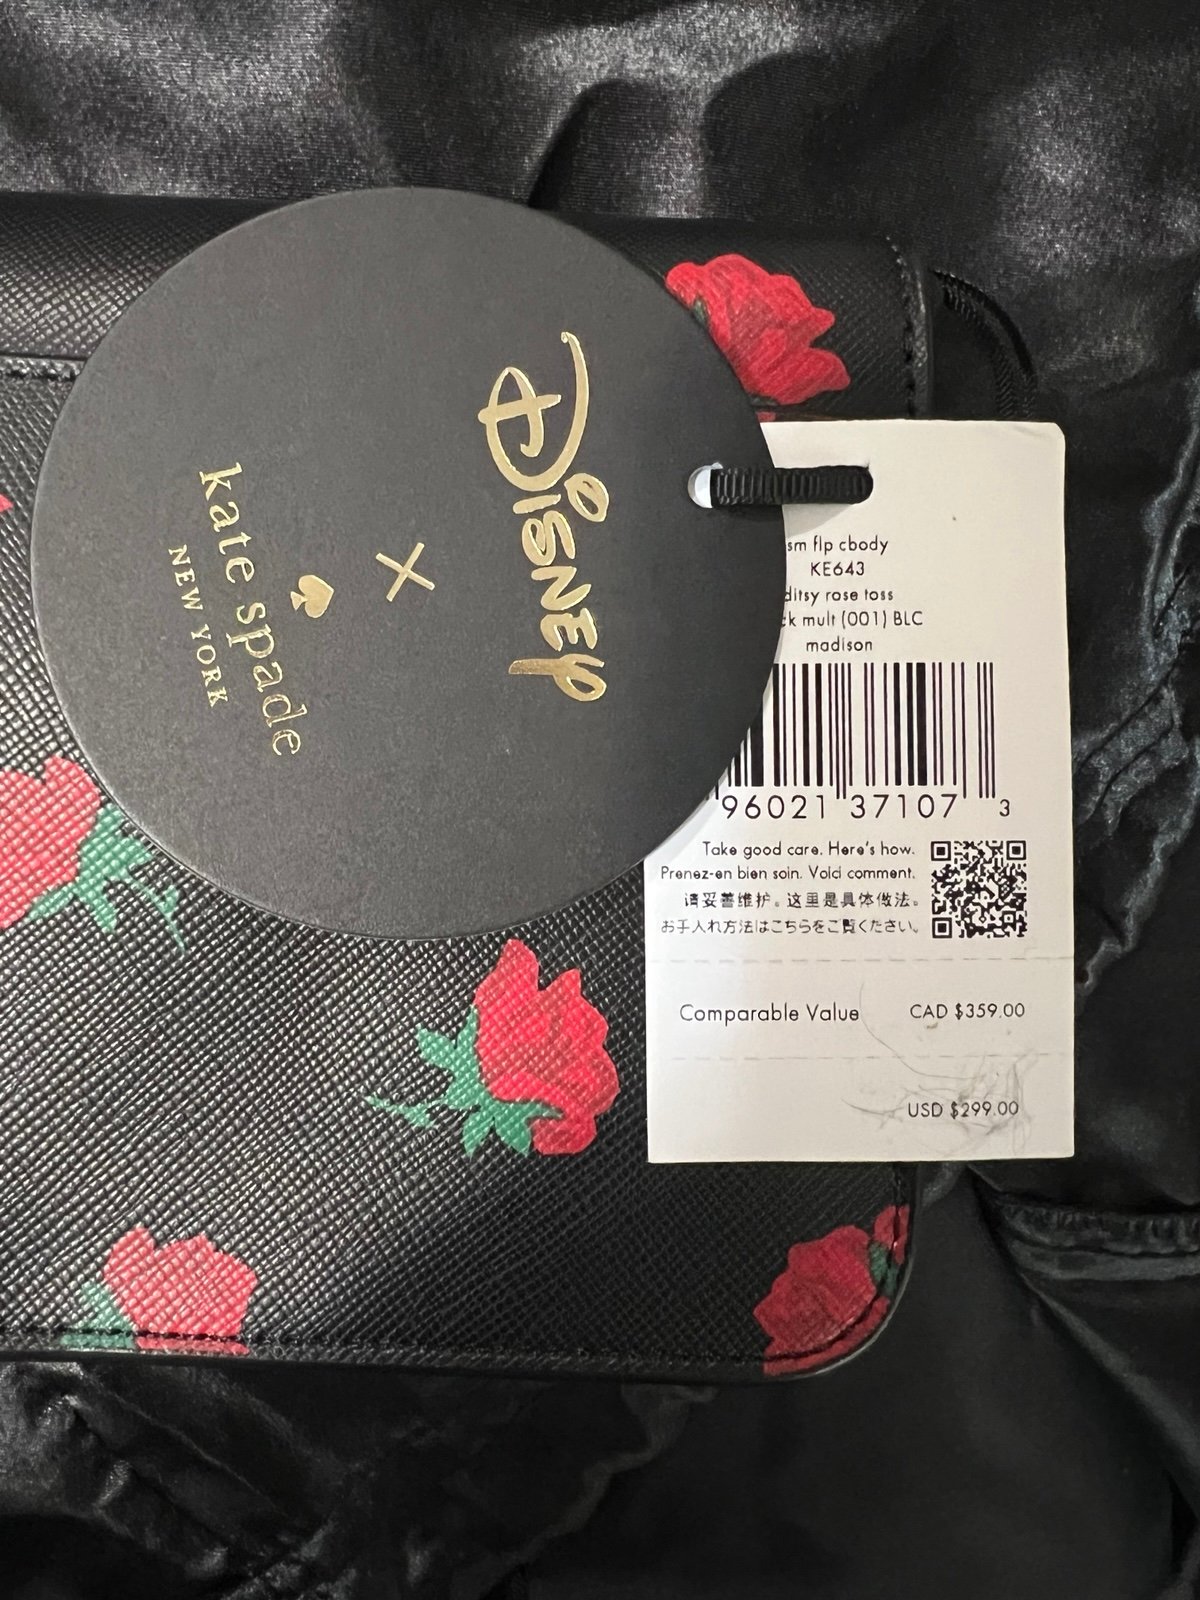 Disney
×
kate spade
NEW YORK
sm flp cbody
KE643
ditsy rose toss
mult (001) BLC
madison
96021 37107 3
Take good care. Here's how.
Prenez-en bien soin. Voici comment.
请妥善维护。这里是具体做法。
お手入れ方法はこちらをご覧ください。
Comparable Value CAD $359.00
USD $299.00